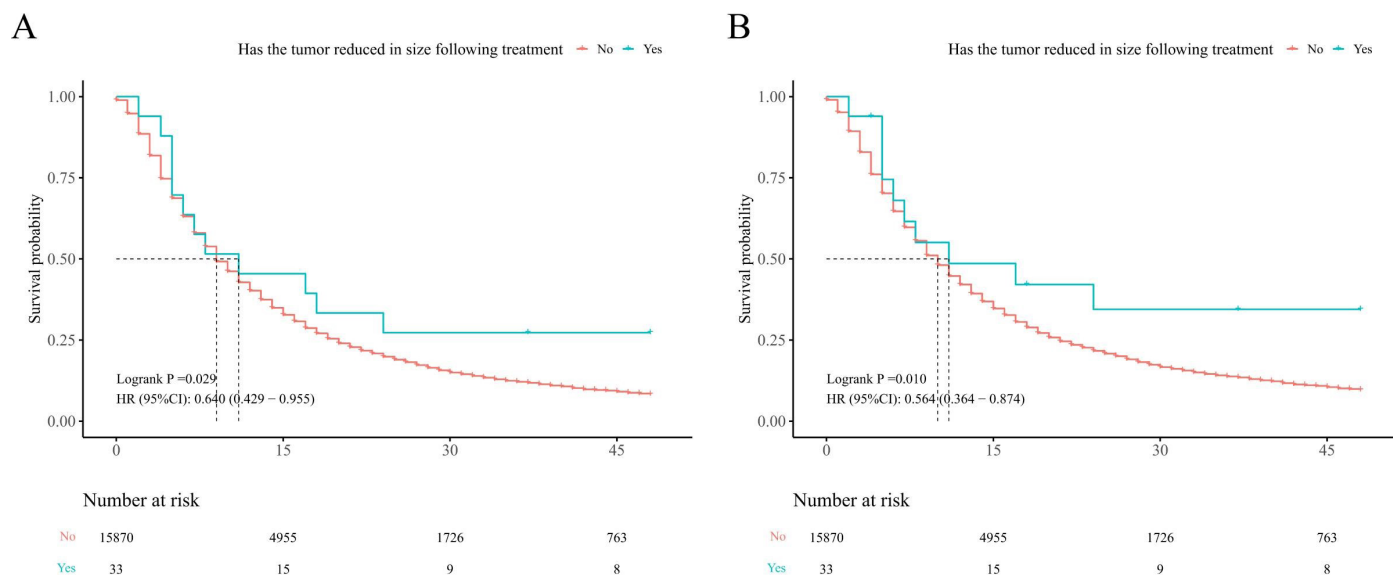 A
Has the tumor reduced in size following treatment No Yes
Survival probability
1.00
0.75
0.50
0.25
0.00
Logrank P =0.029
HR (95%CI): 0.640 (0.429 − 0.955)
0 15 30 45
Number at risk
No 15870 4955 1726 763
Yes 33 15 9 8
B
Has the tumor reduced in size following treatment No Yes
Survival probability
1.00
0.75
0.50
0.25
0.00
Logrank P =0.010
HR (95%CI): 0.564 (0.364 − 0.874)
0 15 30 45
Number at risk
No 15870 4955 1726 763
Yes 33 15 9 8